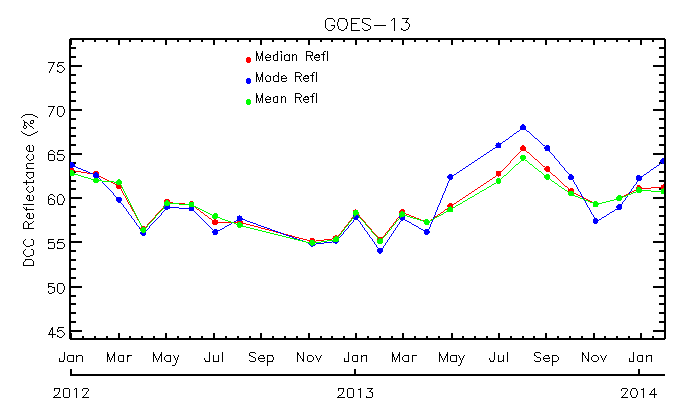 GOES-13
Median Refl
Mode Refl
Mean Refl
DCC Reflectance (%)
75
70
65
60
55
50
45
Jan Mar May Jul Sep Nov Jan Mar May Jul Sep Nov Jan
2012 2013 2014